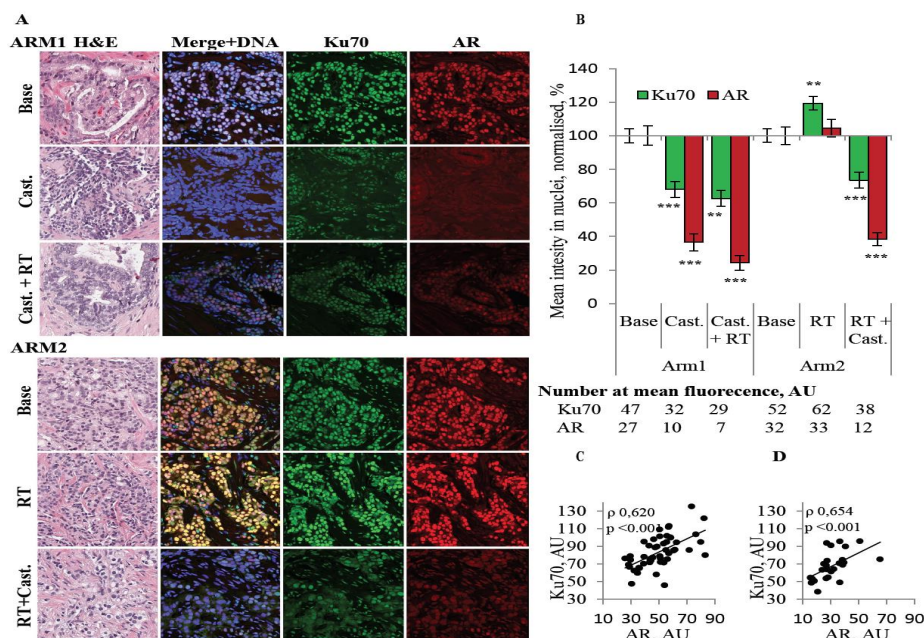 A
ARM1 H&E Merge+DNA Ku70 AR
Base
Cast.
Cast. + RT
ARM2
Base
RT
RT+Cast.
B
Mean intesity in nuclei, normalised, %
140
120
100
80
60
40
20
0
Ku70 AR
**
*** *** ** *** *** ***
Base Cast. Cast. + RT Base RT RT + Cast.
Arm1 Arm2
Number at mean fluorecence, AU
Ku70 47 32 29 52 62 38
AR 27 10 7 32 33 12
C
ρ 0,620
p <0.001
Ku70, AU
130
110
90
70
50
30
10 30 50 70 90
AR AU
D
ρ 0,654
p <0.001
Ku70, AU
130
110
90
70
50
30
10 30 50 70 90
AR AU